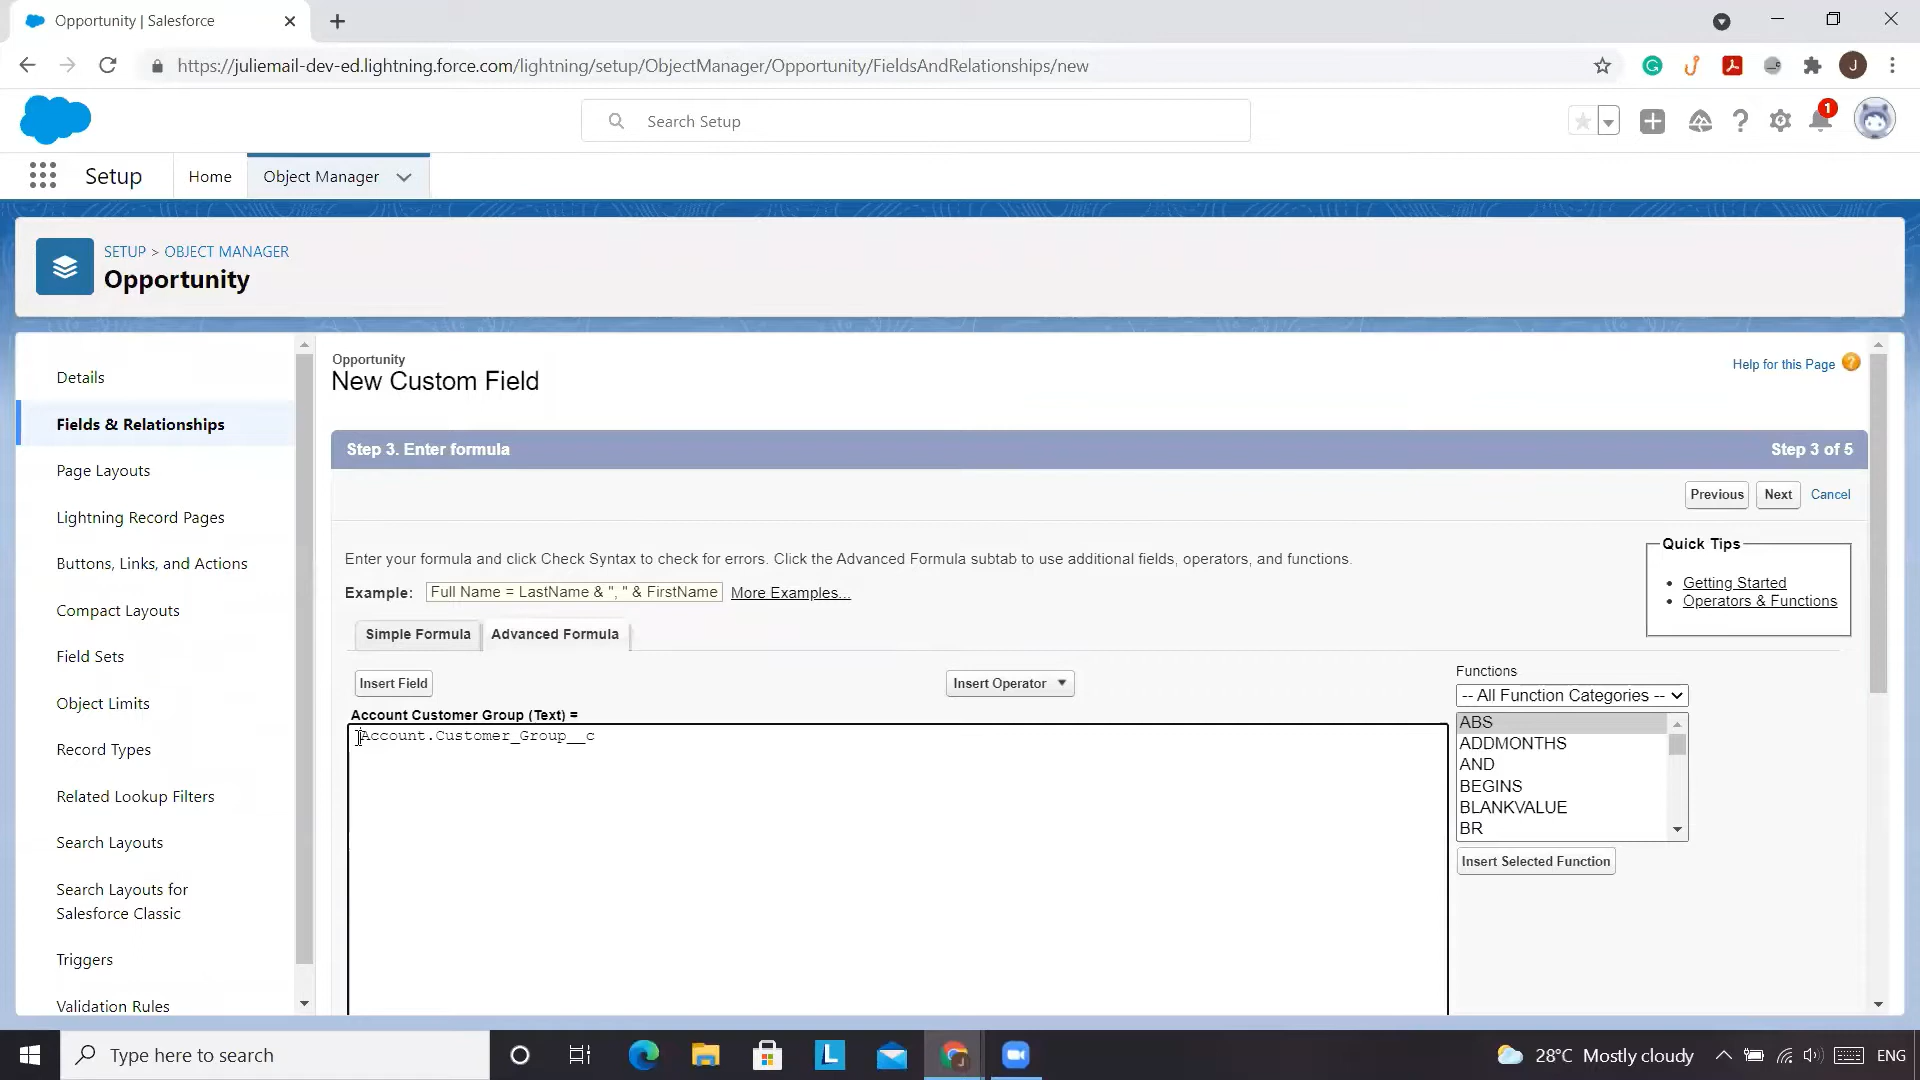 Opportunity | Salesforce
https://juliemail-dev-ed.lightning.force.com/lightning/setup/ObjectManager/Opportunity/FieldsAndRelationships/new
J
Search Setup
1
Setup
Home
Object Manager
SETUP > OBJECT MANAGER
Opportunity
Details
Fields & Relationships
Page Layouts
Lightning Record Pages
Buttons, Links, and Actions
Compact Layouts
Field Sets
Object Limits
Record Types
Related Lookup Filters
Search Layouts
Search Layouts for
Salesforce Classic
Triggers
Validation Rules
Opportunity
New Custom Field
Help for this Page
Step 3. Enter formula
Step 3 of 5
Previous
Next
Cancel
Enter your formula and click Check Syntax to check for errors. Click the Advanced Formula subtab to use additional fields, operators, and functions.
Example: Full Name = LastName & ", " & FirstName More Examples...
Quick Tips
• Getting Started
• Operators & Functions
Simple Formula
Advanced Formula
Insert Field
Insert Operator
Account Customer Group (Text) =
Account.Customer_Group__c
Functions
-- All Function Categories --
ABS
ADDMONTHS
AND
BEGINS
BLANKVALUE
BR
Insert Selected Function
Type here to search
L
J
28°C Mostly cloudy
ENG